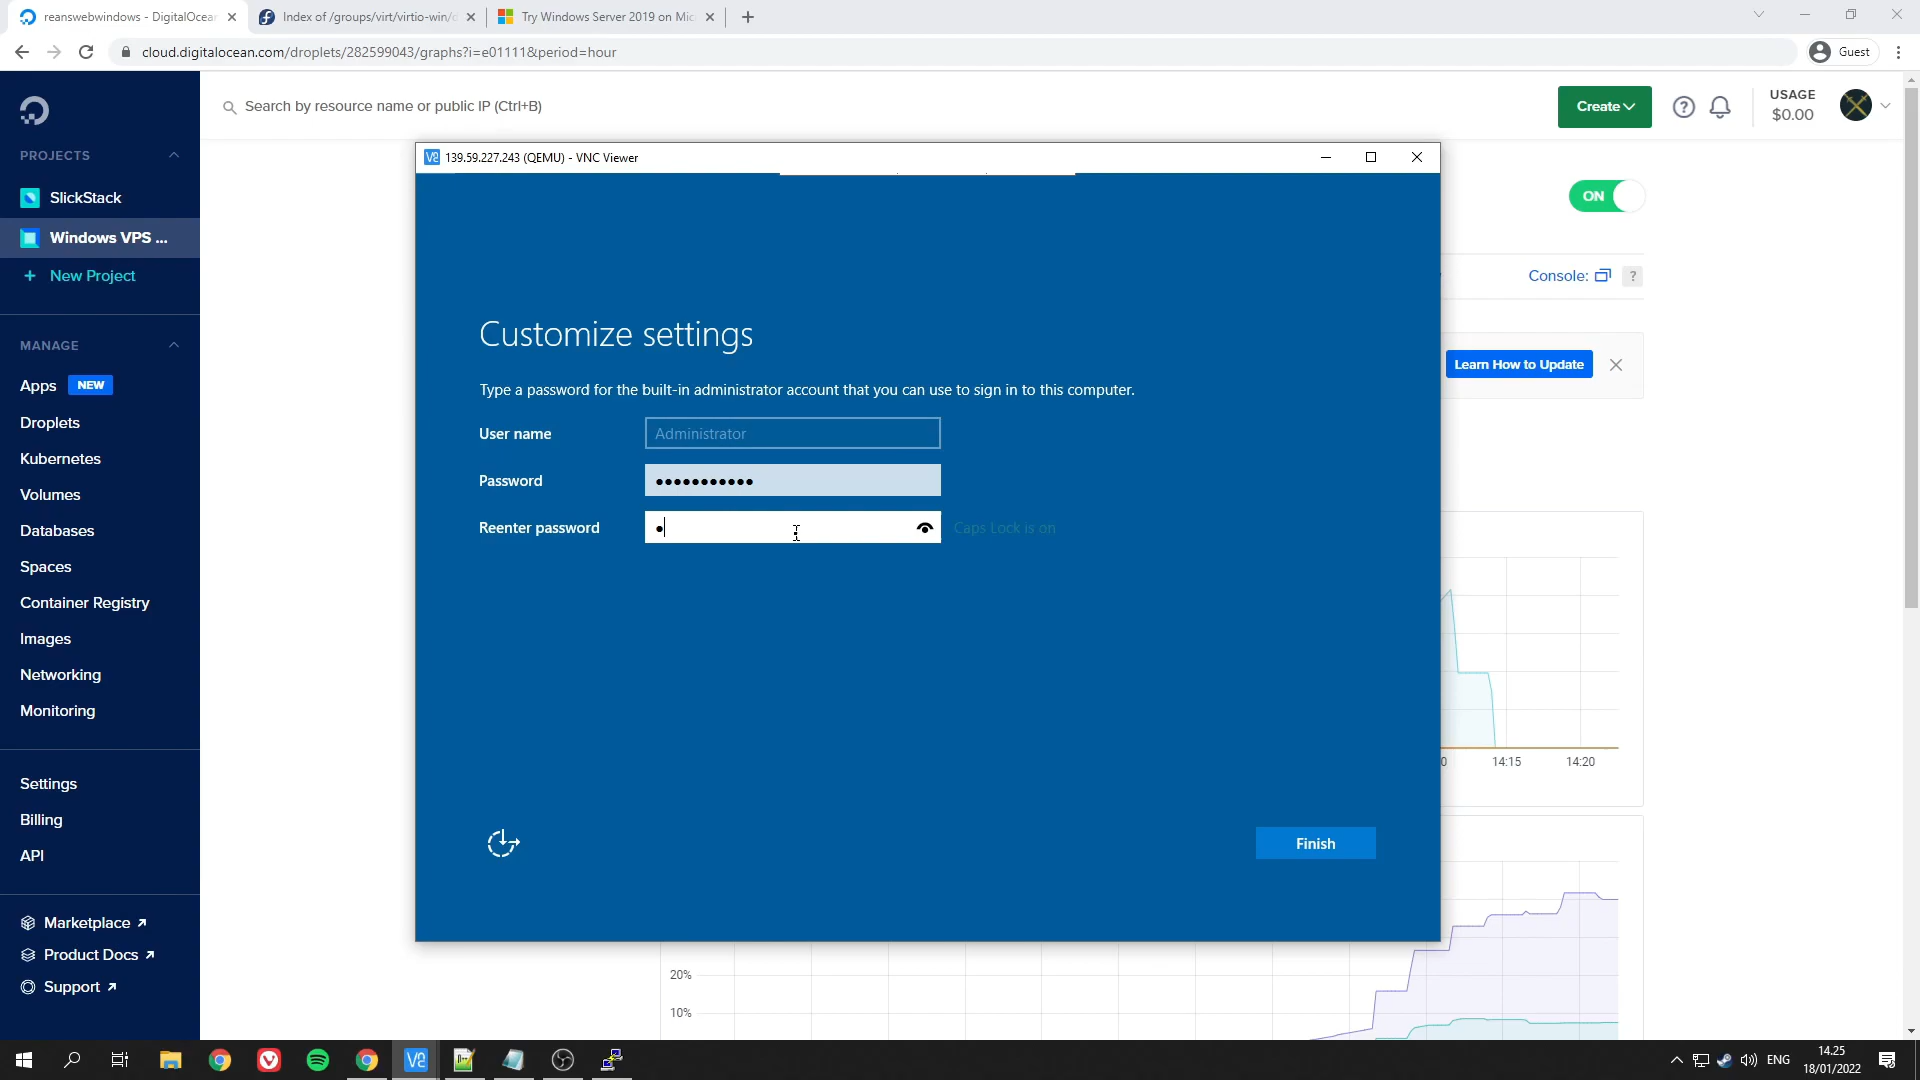 reanswebwindows - DigitalOcean
Index of /groups/virt/virtio-win/d
Try Windows Server 2019 on Mic
cloud.digitalocean.com/droplets/282599043/graphs?i=e01111&period=hour
Guest
Search by resource name or public IP (Ctrl+B)
Create
USAGE
$0.00
PROJECTS
SlickStack
Windows VPS ...
+ New Project
MANAGE
Apps NEW
Droplets
Kubernetes
Volumes
Databases
Spaces
Container Registry
Images
Networking
Monitoring
Settings
Billing
API
Marketplace
Product Docs
Support
V2 139.59.227.243 (QEMU) - VNC Viewer
Customize settings
Type a password for the built-in administrator account that you can use to sign in to this computer.
User name
Administrator
Password
Reenter password
Caps Lock is on
Finish
ON
Console:
?
Learn How to Update
0
14:15
14:20
20%
10%
ENG
14.25
18/01/2022